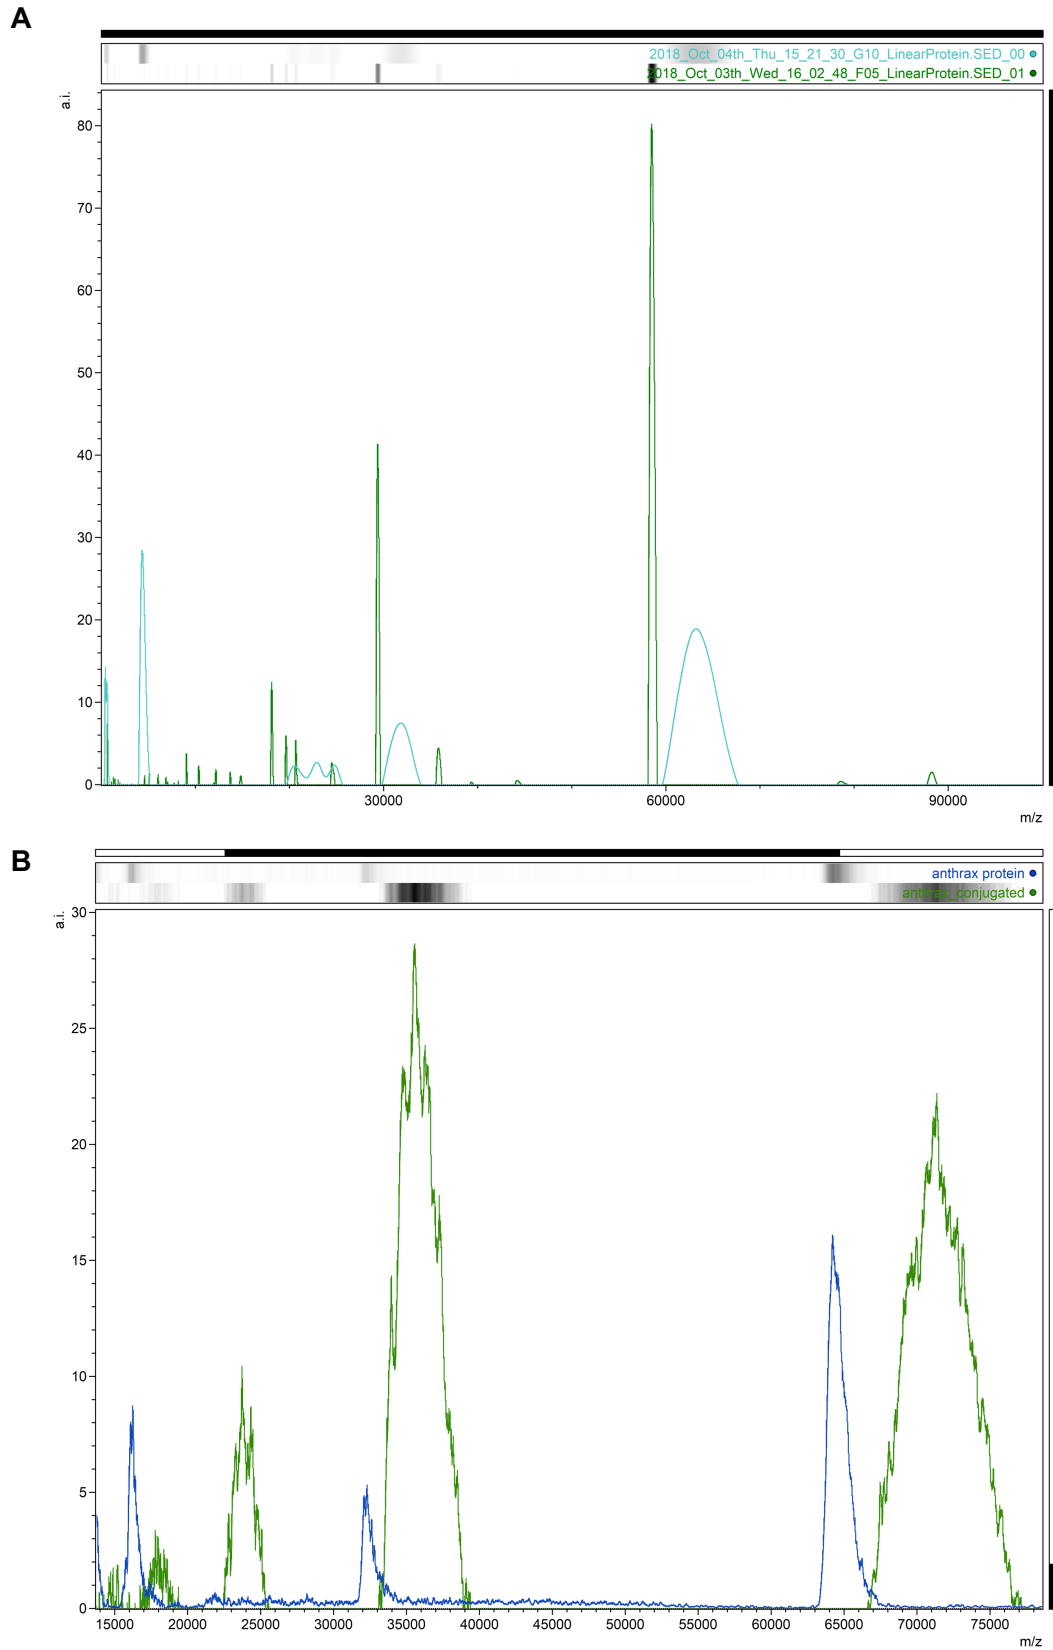 A
2018_Oct_04th_Thu_15_21_30_G10_LinearProtein.SED_00
2018_Oct_03th_Wed_16_02_48_F05_LinearProtein.SED_01
a.i.
80
70
60
50
40
30
20
10
0
30000 60000 90000
m/z
B
anthrax protein
anthrax conjugated
a.i.
30
25
20
15
10
5
0
15000 20000 25000 30000 35000 40000 45000 50000 55000 60000 65000 70000 75000
m/z